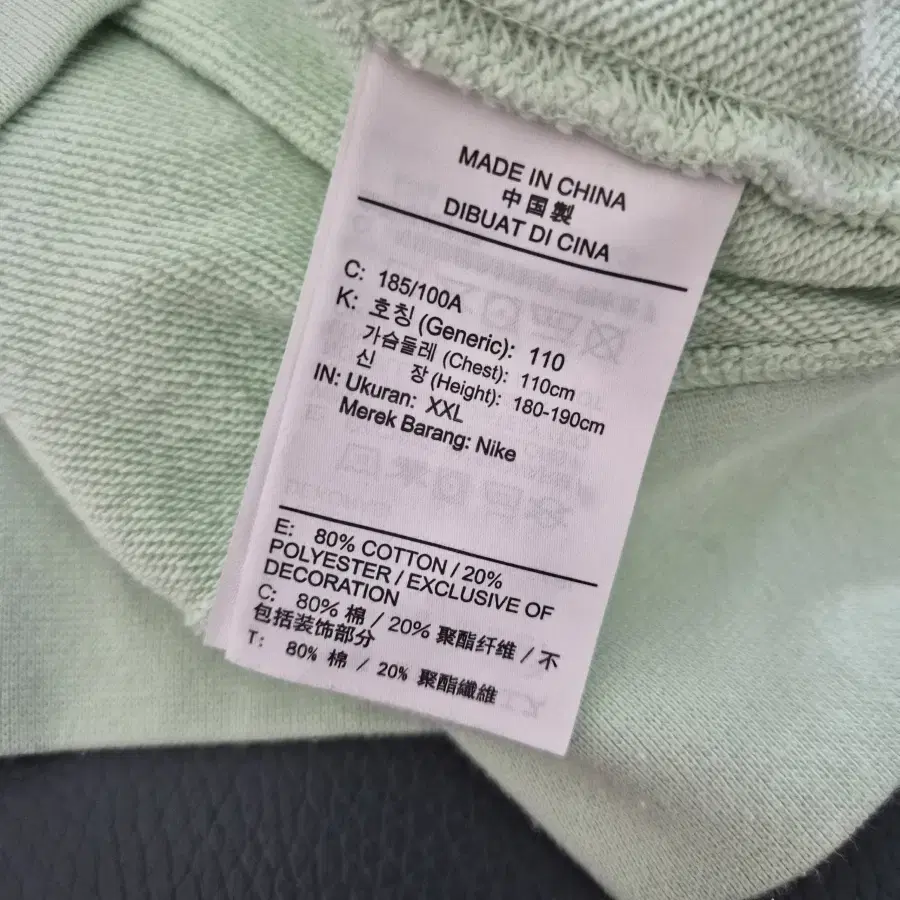 MADE IN CHINA
中国製
DIBUAT DI CINA
C: 185/100A
K: 호칭 (Generic): 110
가슴둘레 (Chest): 110cm
신 장 (Height): 180-190cm
IN: Ukuran: XXL
Merek Barang: Nike
E: 80% COTTON / 20%
POLYESTER / EXCLUSIVE OF
DECORATION
C: 80% 棉 / 20% 聚酯纤维 / 不
包括装饰部分
T: 80% 棉 / 20% 聚酯纖維